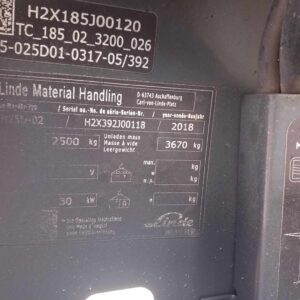 H2X185J00120
TC_185_02_3200_026
5-025D01-0317-05/392
Linde Material Handling
D-63743 Aschaffenburg
Carl-von-Linde-Platz
/ Serial no.-No. de série-Serien-Nr.
year-année-Baujahr
H2X392J00118 / 2018
2500 kg
Unladen mass
Masse à vide
Leergewicht
3670 kg
max.
kg
V
kg
30 kW
kg
Linde